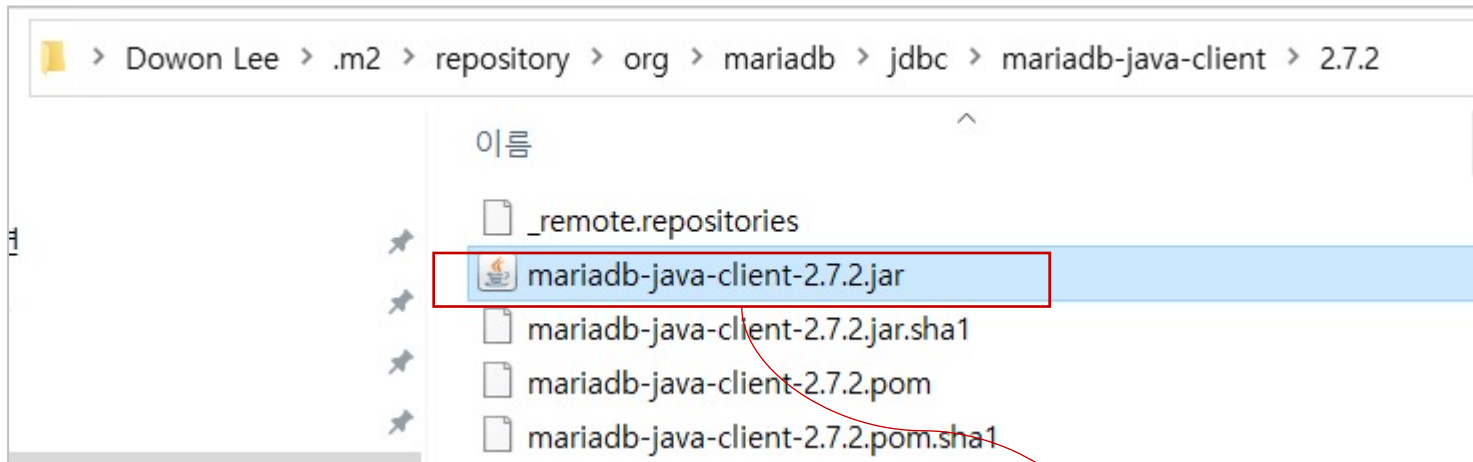 > Dowon Lee > .m2 > repository > org > mariadb > jdbc > mariadb-java-client > 2.7.2
이름
_remote.repositories
mariadb-java-client-2.7.2.jar
mariadb-java-client-2.7.2.jar.sha1
mariadb-java-client-2.7.2.pom
mariadb-java-client-2.7.2.pom.sha1